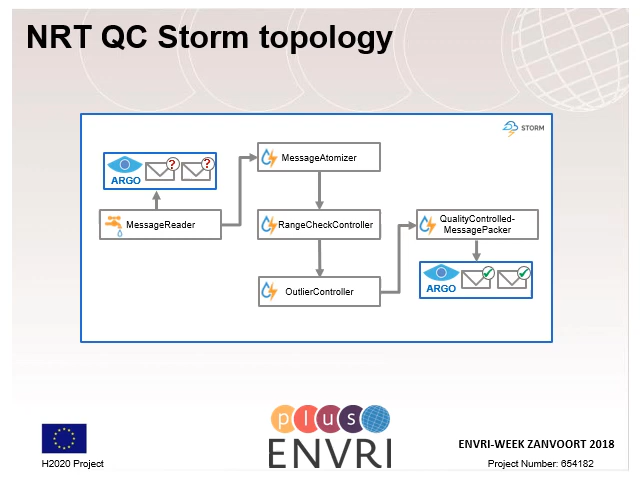 NRT QC Storm topology
STORM
MessageAtomizer
? ?
ARGO
MessageReader
RangeCheckController
QualityControlled-
MessagePacker
ARGO
OutlierController
plus
ENVRI
ENVRI-WEEK ZANVOORT 2018
H2020 Project
Project Number: 654182